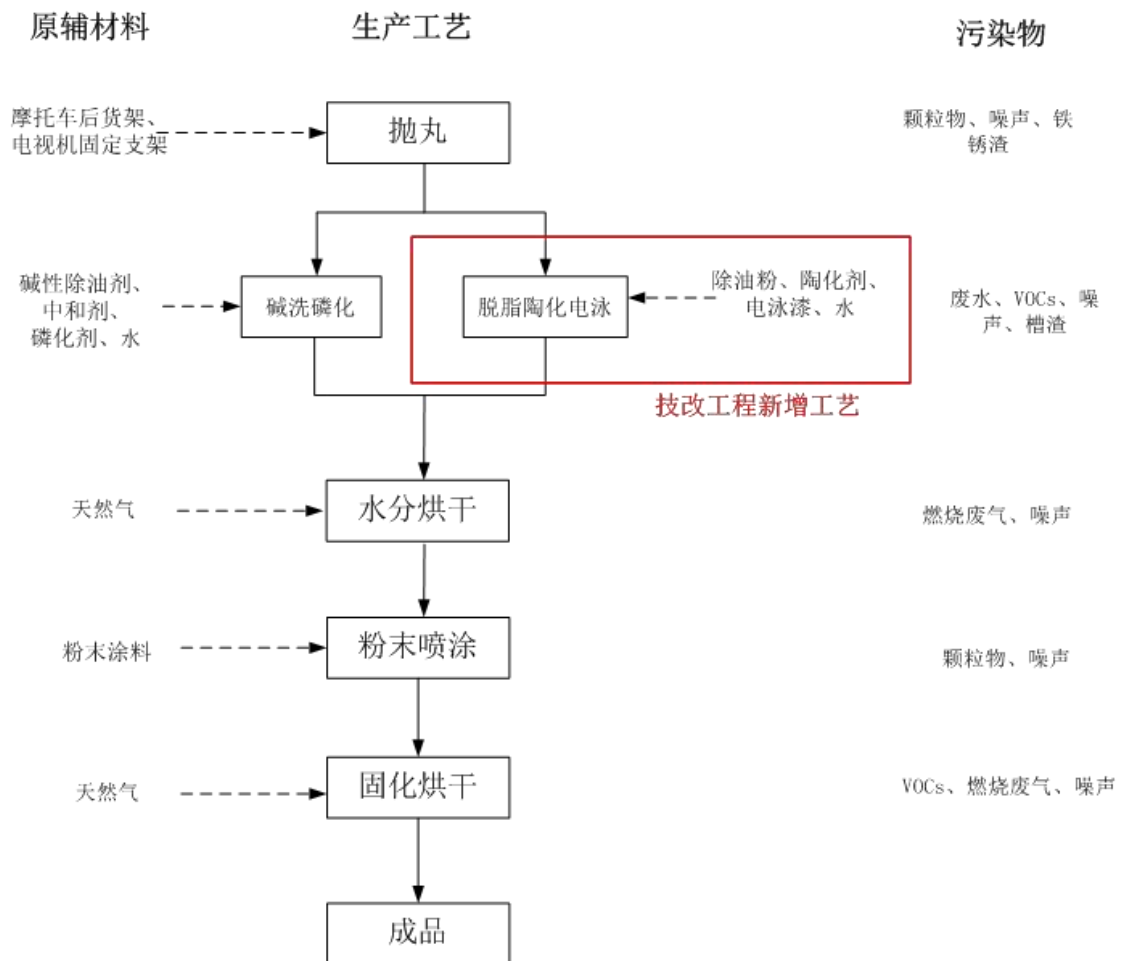 原辅材料
生产工艺
污染物
摩托车后货架、
电视机固定支架
抛丸
颗粒物、噪声、铁
锈渣
碱性除油剂、
中和剂、
磷化剂、水
碱洗磷化
脱脂陶化电泳
除油粉、陶化剂、
电泳漆、水
废水、VOCs、噪
声、槽渣
技改工程新增工艺
天然气
水分烘干
燃烧废气、噪声
粉末涂料
粉末喷涂
颗粒物、噪声
天然气
固化烘干
VOCs、燃烧废气、噪声
成品